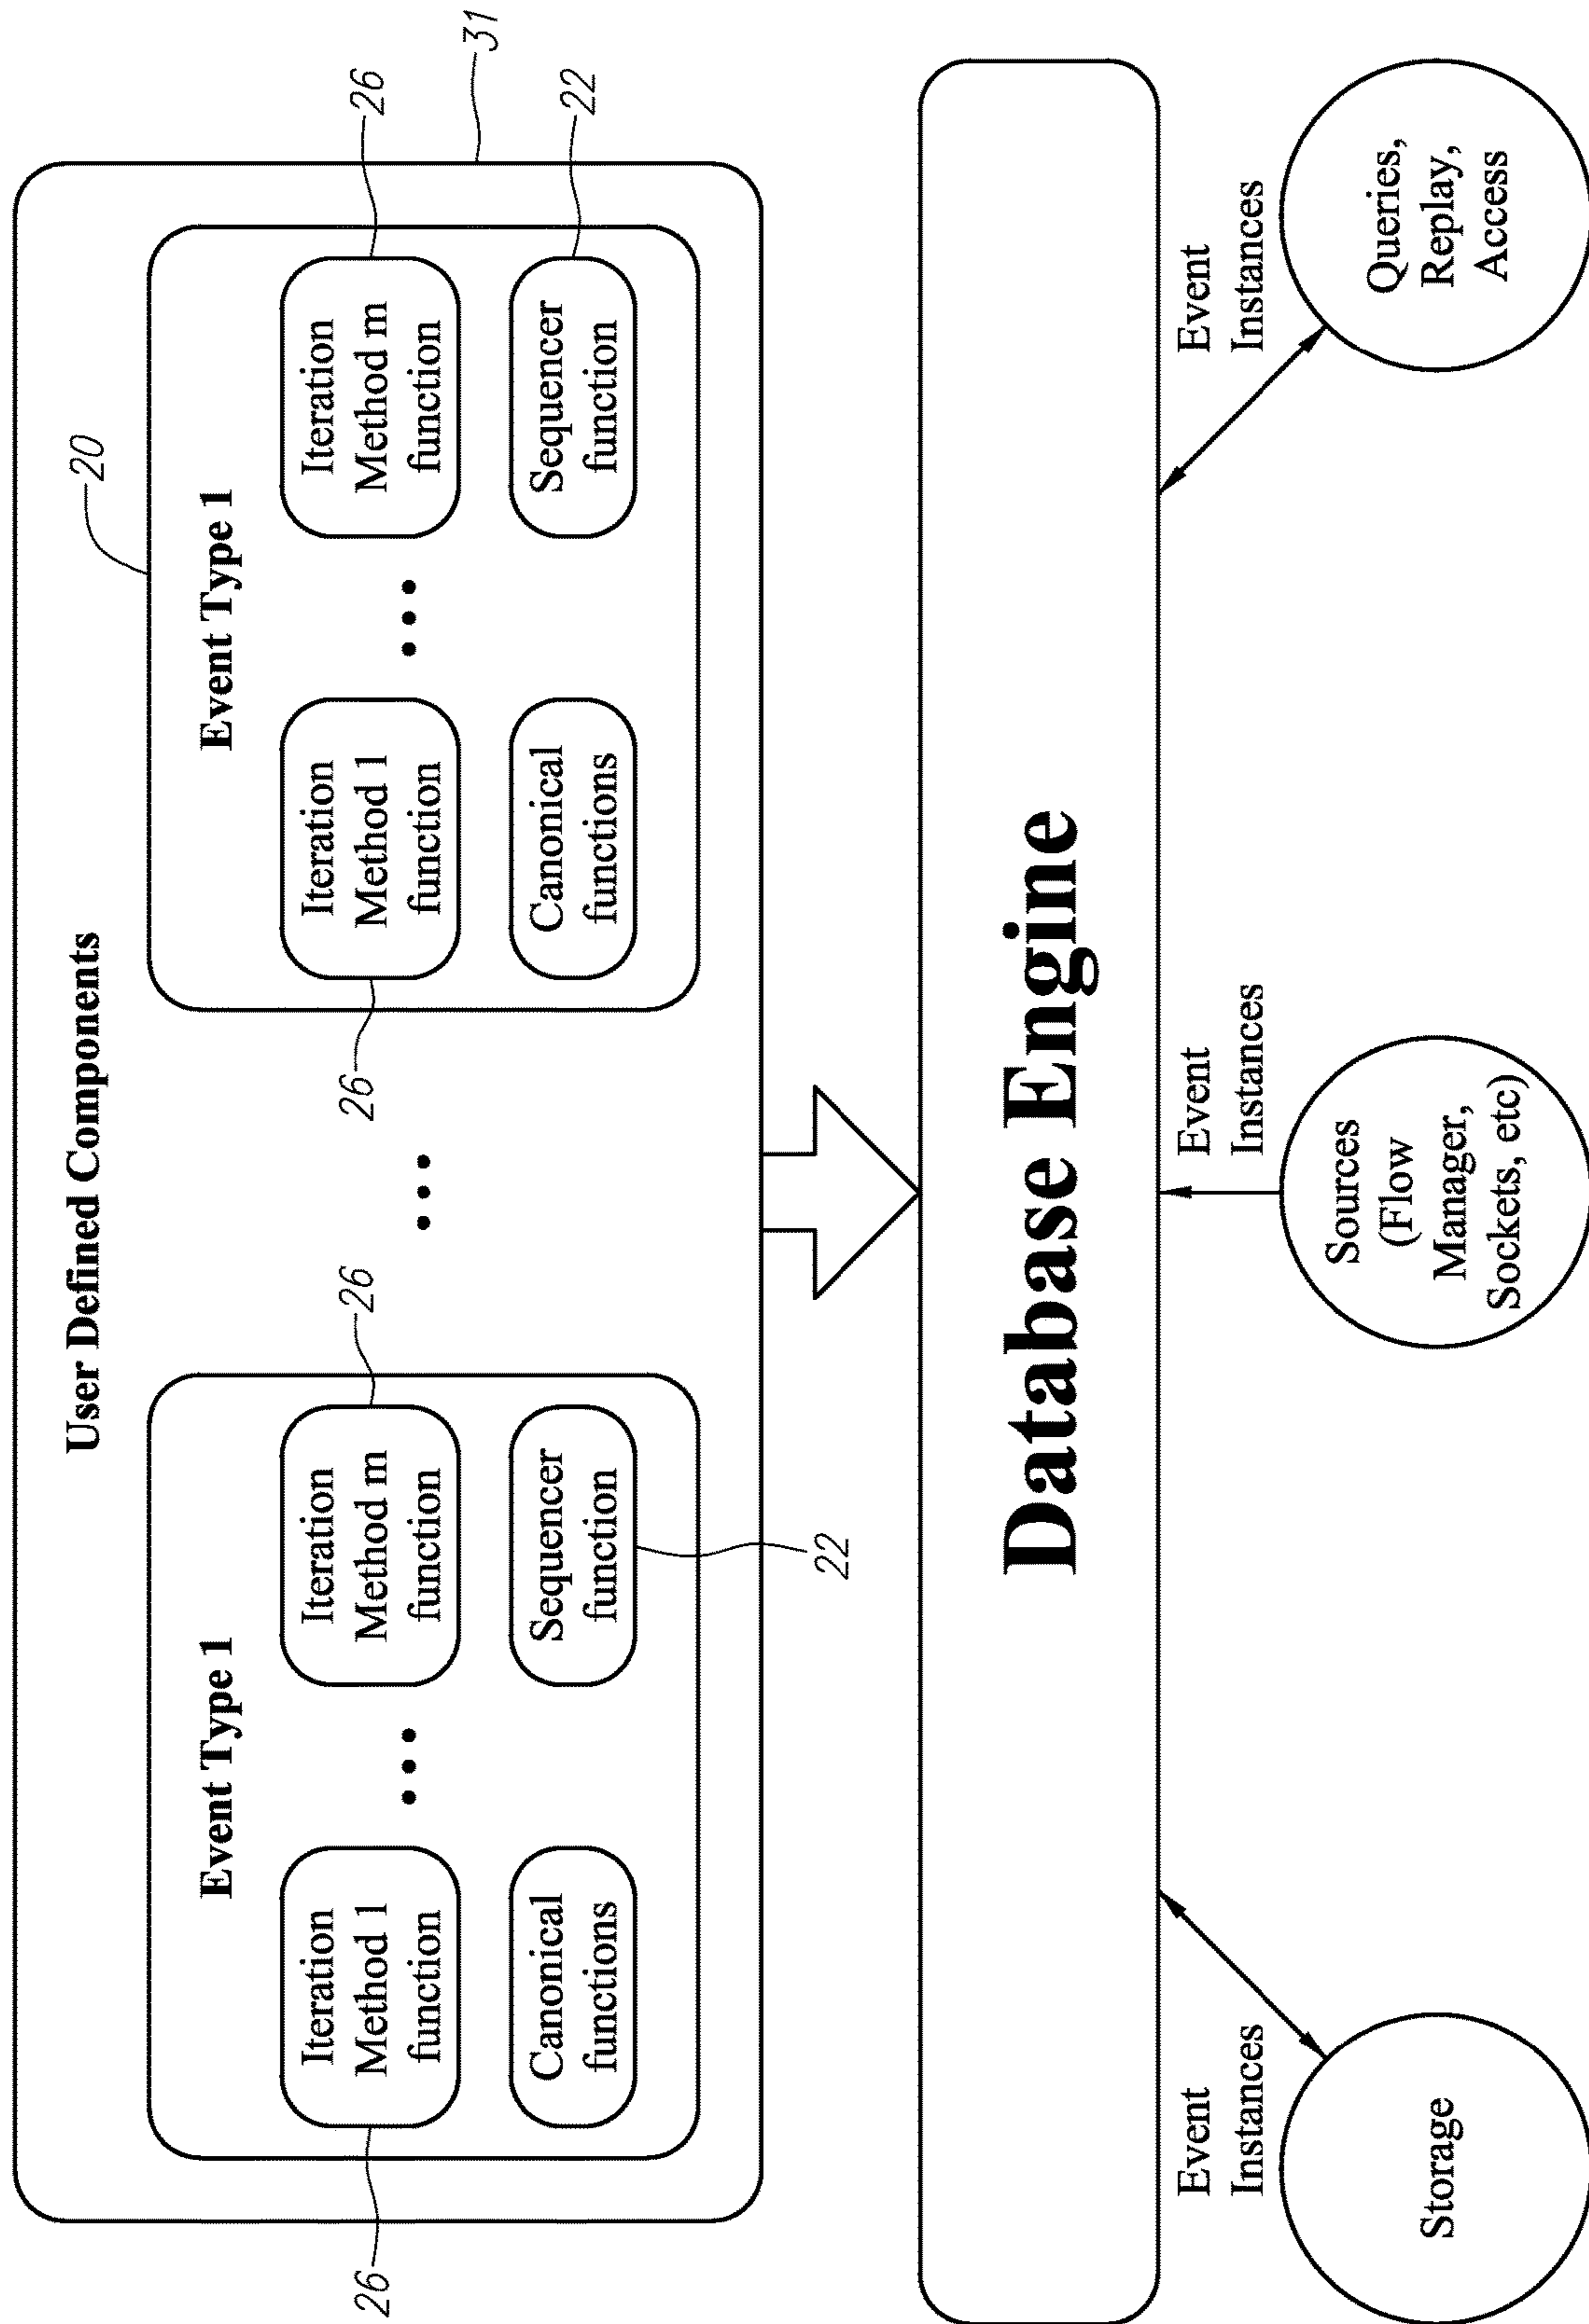 User Defined Components
31
20
Event Type 1
Event Type 1
26
Iteration
Method 1
function
26
Iteration
Method m
function
26
Iteration
Method 1
function
26
Iteration
Method m
function
Canonical
functions
Sequencer
function
22
Canonical
functions
Sequencer
function
22
Database Engine
Event
Instances
Event
Instances
Event
Instances
Storage
Sources
(Flow
Manager,
Sockets, etc)
Queries,
Replay,
Access